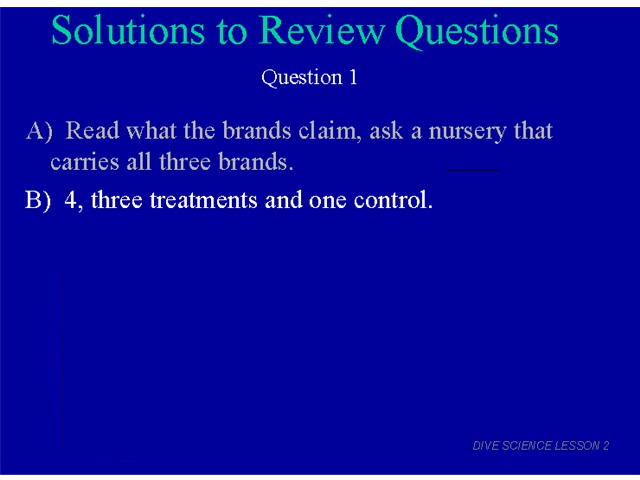 Solutions to Review Questions
Question 1
A)  Read what the brands claim, ask a nursery that
carries all three brands.
B)  4, three treatments and one control.
DIVE SCIENCE LESSON 2